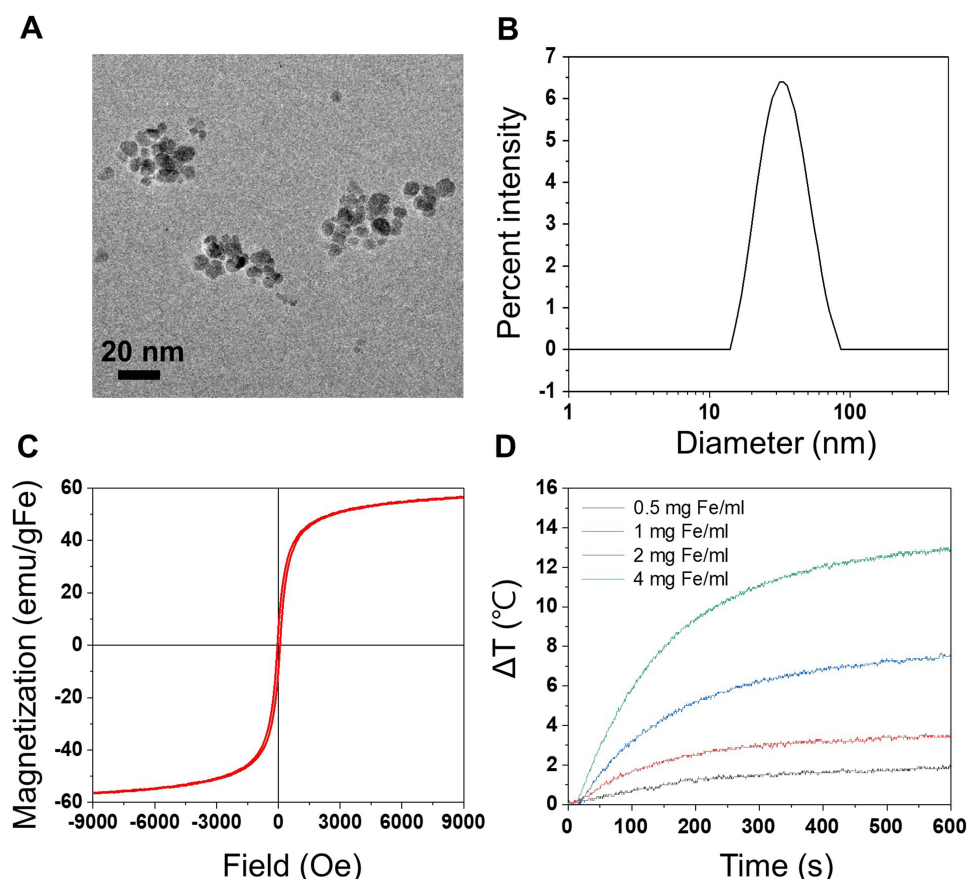 A
20 nm
B
7
6
5
4
3
2
1
0
-1
Percent intensity
1
10
100
Diameter (nm)
C
60
40
20
0
-20
-40
-60
Magnetization (emu/gFe)
-9000
-6000
-3000
0
3000
6000
9000
Field (Oe)
D
16
14
12
10
8
6
4
2
0
ΔT (℃)
0.5 mg Fe/ml
1 mg Fe/ml
2 mg Fe/ml
4 mg Fe/ml
0
100
200
300
400
500
600
Time (s)